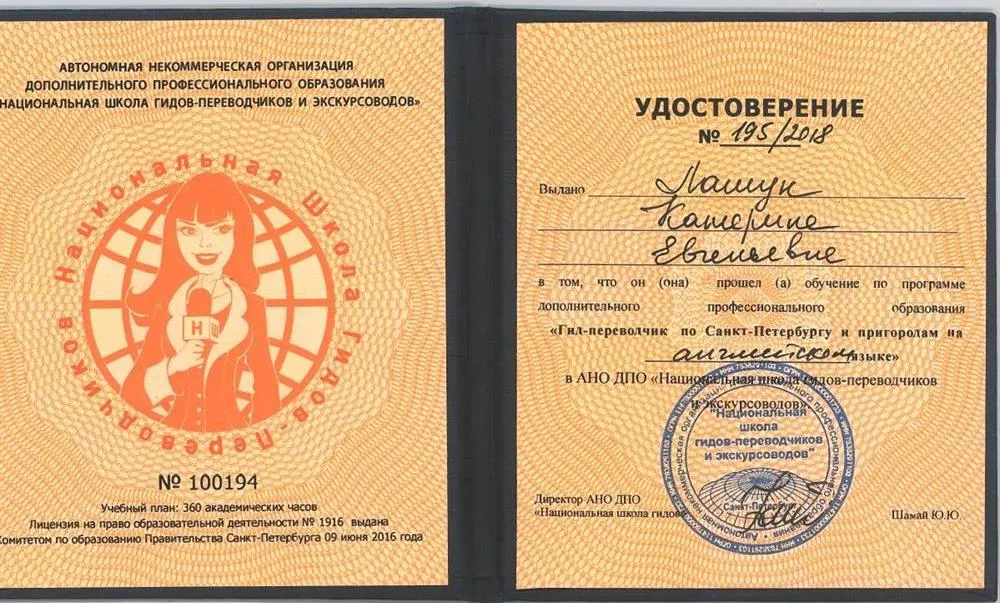 АВТОНОМНАЯ НЕКОММЕРЧЕСКАЯ ОРГАНИЗАЦИЯ
ДОПОЛНИТЕЛЬНОГО ПРОФЕССИОНАЛЬНОГО ОБРАЗОВАНИЯ
НАЦИОНАЛЬНАЯ ШКОЛА ГИДОВ-ПЕРЕВОДЧИКОВ И ЭКСКУРСОВОДОВ»
Национальная Школа Гидов-Переводчиков
Н Ш
№ 100194
Учебный план: 360 академических часов
Лицензия на право образовательной деятельности № 1916 выдана
Комитетом по образованию Правительства Санкт-Петербурга 09 июня 2016 года
УДОСТОВЕРЕНИЕ
№ 195/2018
Выдано Лашук
Катерине
Евгеньевне
в том, что он (она) прошел (а) обучение по программе
дополнительного профессионального образования
«Гид-переводчик по Санкт-Петербургу и пригородам на
английском языке»
в АНО ДПО «Национальная школа гидов-переводчиков
и экскурсоводов».
"Национальная
школа
гидов-переводчиков
и экскурсоводов"
Санкт-Петербург
Директор АНО ДПО
«Национальная школа гидов
Шамай Ю.Ю.